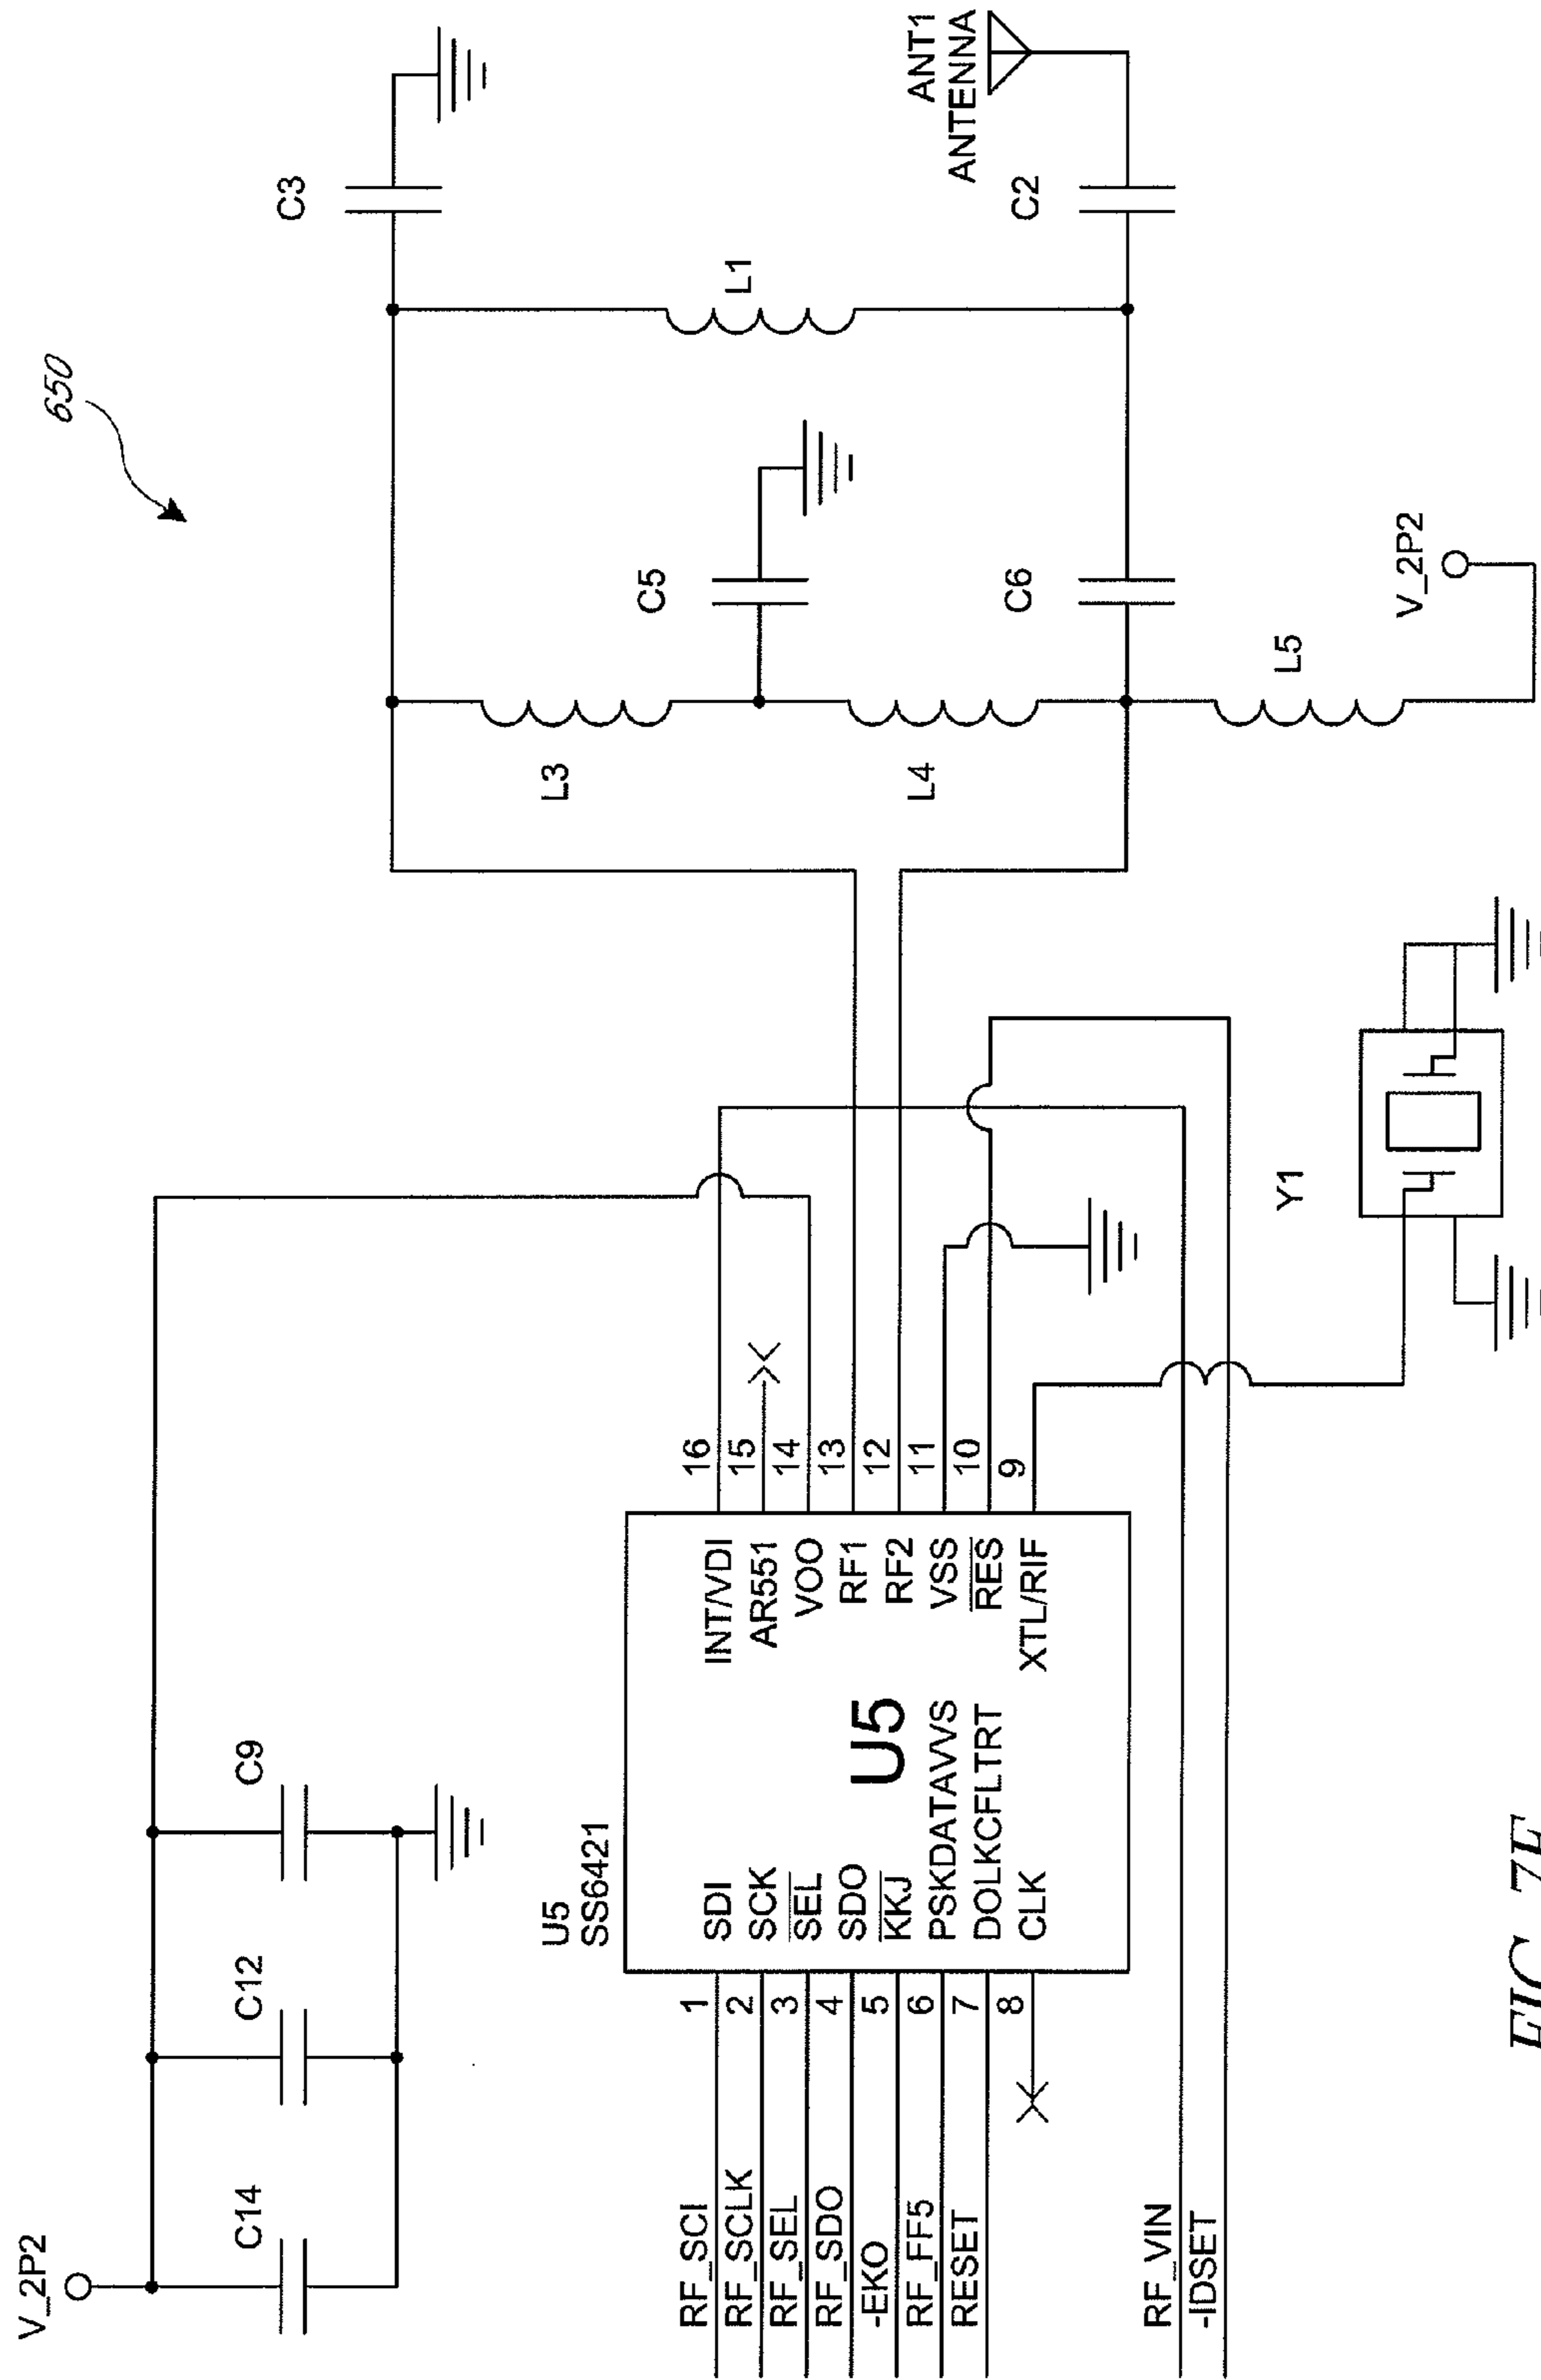 650
V_2P2
C14
C12
C9
C3
L1
C5
L3
L4
C6
C2
ANT1
ANTENNA
L5
V_2P2
U5
SS6421
RF_SCI
RF_SCLK
RF_SEL
RF_SDO
-EKO
RF_FF5
RESET
1
2
3
4
5
6
7
8
SDI
SCK
SEL
SDO
KKJ
PSKDATAVVS
DOLKCFLTRT
CLK
U5
INT/VDI
AR551
VOO
RF1
RF2
VSS
RES
XTL/RIF
16
15
14
13
12
11
10
9
Y1
RF_VIN
-IDSET